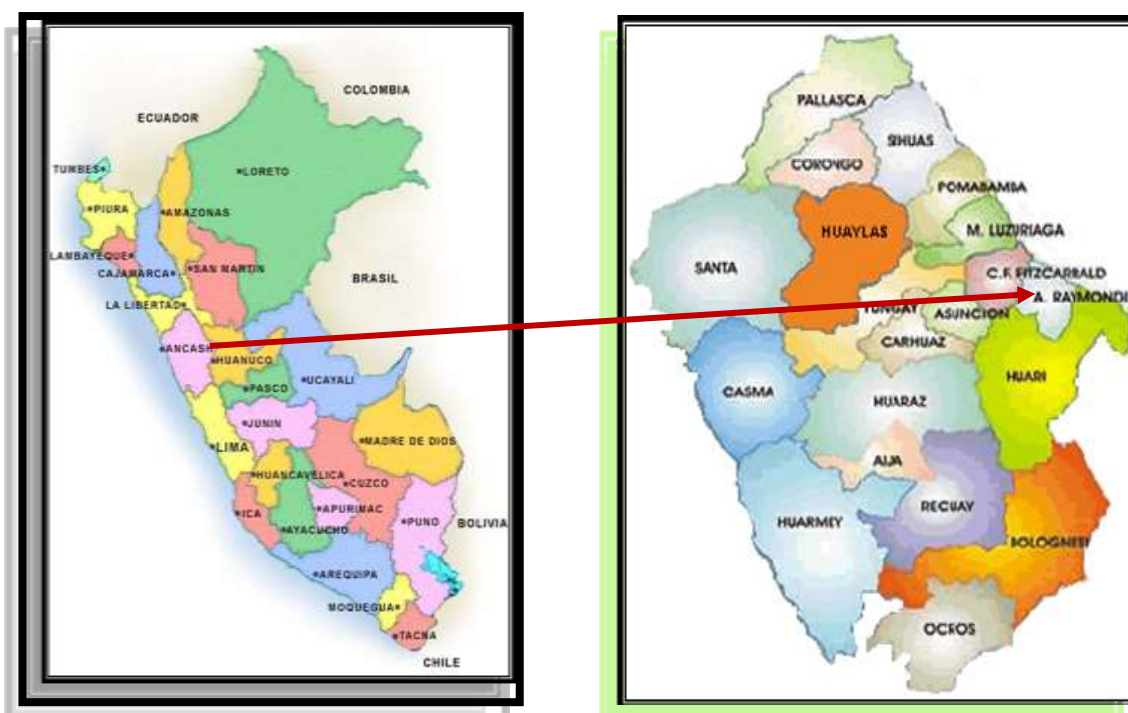 COLOMBIA
ECUADOR
TUMBES
LORETO
PIURA
AMAZONAS
LAMBAYEQUE
CAJAMARCA
SAN MARTIN
BRASIL
LA LIBERTAD
ANCASH
HUANUCO
PASCO
UCAYALI
JUNIN
LIMA
MADRE DE DIOS
HUANCAVELICA
CUZCO
ICA
APURIMAC
AYACUCHO
PUNO
BOLIVIA
AREQUIPA
MOQUEGUA
TACNA
CHILE
PALLASCA
SIHUAS
CORONGO
POMABAMBA
HUAYLAS
M. LUZURIAGA
SANTA
C.F. FITZCARRALD
A. RAYMONDI
YUNGAY
ASUNCION
CARHUAZ
HUARI
CASMA
HUARAZ
AIJA
RECUAY
HUARMEY
BOLOGNESI
OCROS